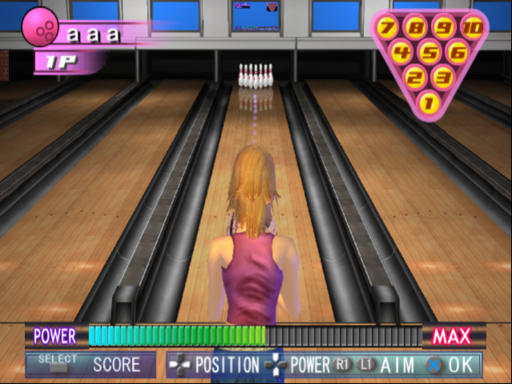 aaa
1P
7 8 9 10
4 5 6
2 3
1
POWER MAX
SELECT SCORE POSITION POWER R1 L1 AIM OK